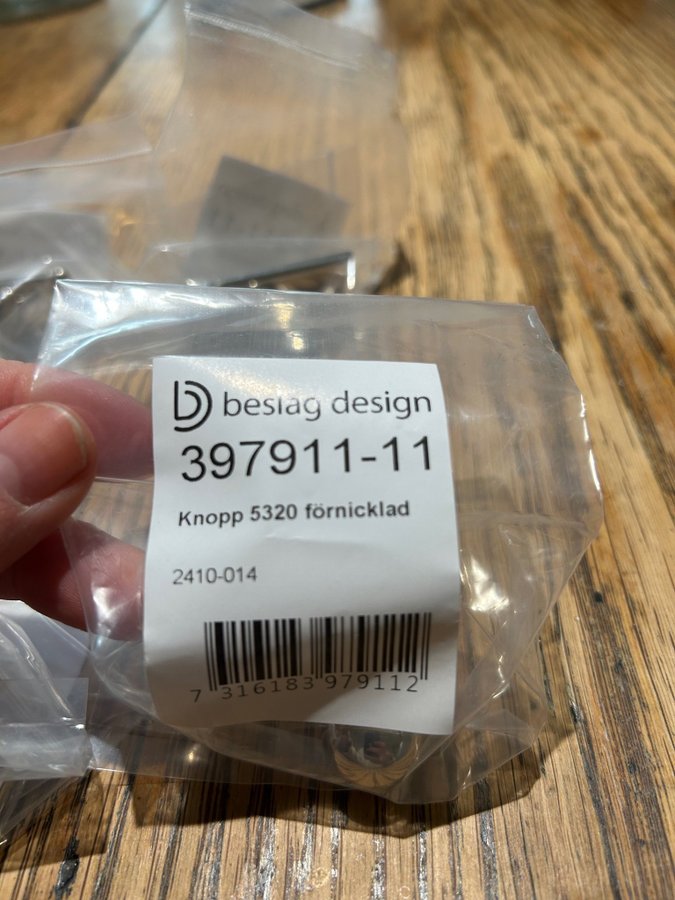 beslag design
397911-11
Knopp 5320 förnicklad
2410-014
7 316183 979112